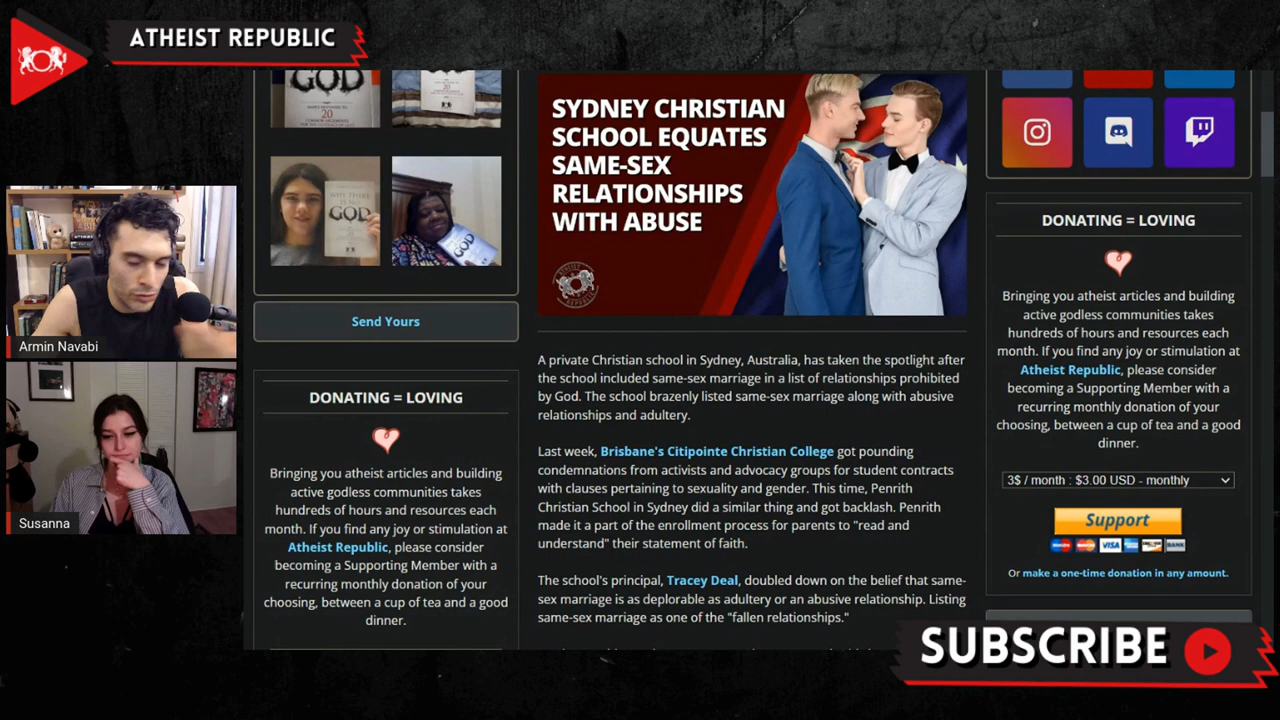 ATHEIST REPUBLIC
GOD
20
GOD
WHY THERE
IS NO
GOD
GOD
Send Yours
DONATING = LOVING
Bringing you atheist articles and building
active godless communities takes
hundreds of hours and resources each
month. If you find any joy or stimulation at
Atheist Republic, please consider
becoming a Supporting Member with a
recurring monthly donation of your
choosing, between a cup of tea and a good
dinner.
SYDNEY CHRISTIAN
SCHOOL EQUATES
SAME-SEX
RELATIONSHIPS
WITH ABUSE
A private Christian school in Sydney, Australia, has taken the spotlight after
the school included same-sex marriage in a list of relationships prohibited
by God. The school brazenly listed same-sex marriage along with abusive
relationships and adultery.
Last week, Brisbane's Citipointe Christian College got pounding
condemnations from activists and advocacy groups for student contracts
with clauses pertaining to sexuality and gender. This time, Penrith
Christian School in Sydney did a similar thing and got backlash. Penrith
made it a part of the enrollment process for parents to "read and
understand" their statement of faith.
The school's principal, Tracey Deal, doubled down on the belief that same-
sex marriage is as deplorable as adultery or an abusive relationship. Listing
same-sex marriage as one of the "fallen relationships."
DONATING = LOVING
Bringing you atheist articles and building
active godless communities takes
hundreds of hours and resources each
month. If you find any joy or stimulation at
Atheist Republic, please consider
becoming a Supporting Member with a
recurring monthly donation of your
choosing, between a cup of tea and a good
dinner.
3$ / month : $3.00 USD - monthly
Support
VISA
BANK
Or make a one-time donation in any amount.
Armin Navabi
Susanna
SUBSCRIBE